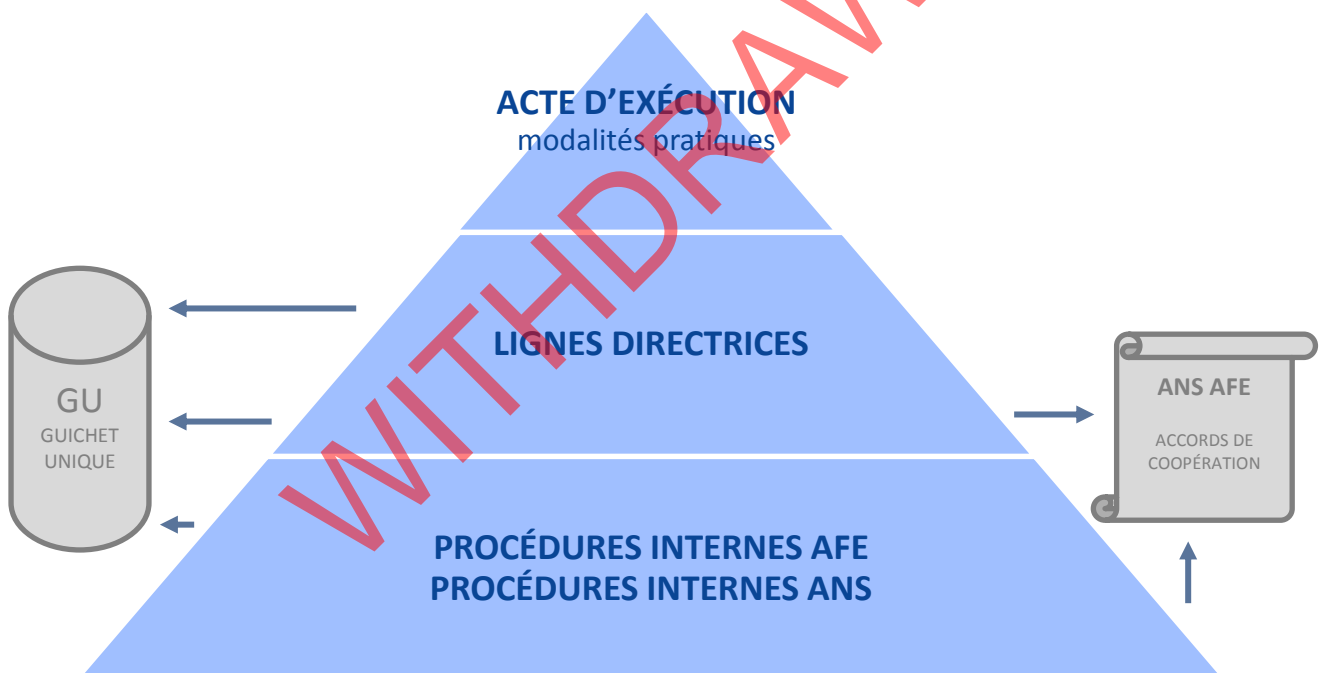 ACTE D'EXÉCUTION
modalités pratiques
LIGNES DIRECTRICES
GU
GUICHET
UNIQUE
ANS AFE
ACCORDS DE
COOPÉRATION
PROCÉDURES INTERNES AFE
PROCÉDURES INTERNES ANS
WITHDRAW